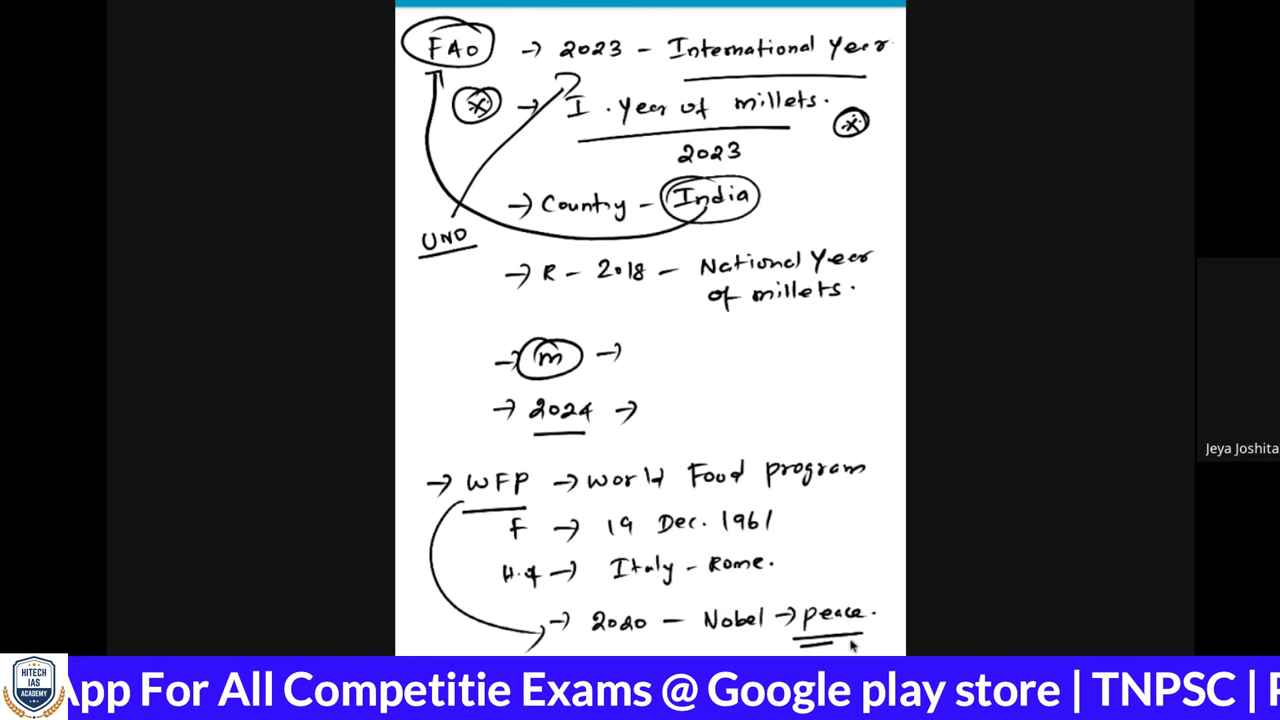 FAO → 2023 - International Year
→ I. Year of millets.
2023
→ Country - India
UNO
→ R - 2018 - National Year
of millets.
→ m →
→ 2024 →
→ WFP → World Food program
F → 19 Dec. 1961
H.q → Italy - Rome.
→ 2020 - Nobel → peace.
Jeya Joshita
HITECH
IAS
ACADEMY
App For All Competitie Exams @ Google play store | TNPSC |